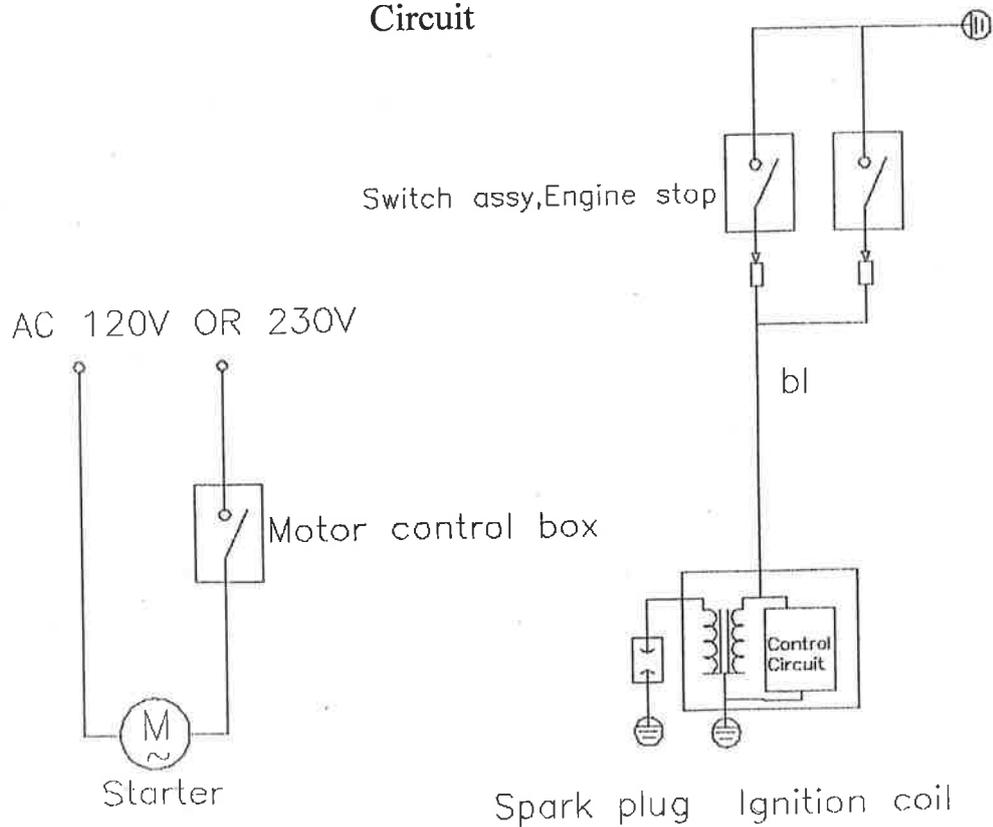 Circuit
Switch assy,Engine stop
AC 120V OR 230V
bl
Motor control box
Control
Circuit
M
~
Starter
Spark plug
Ignition coil